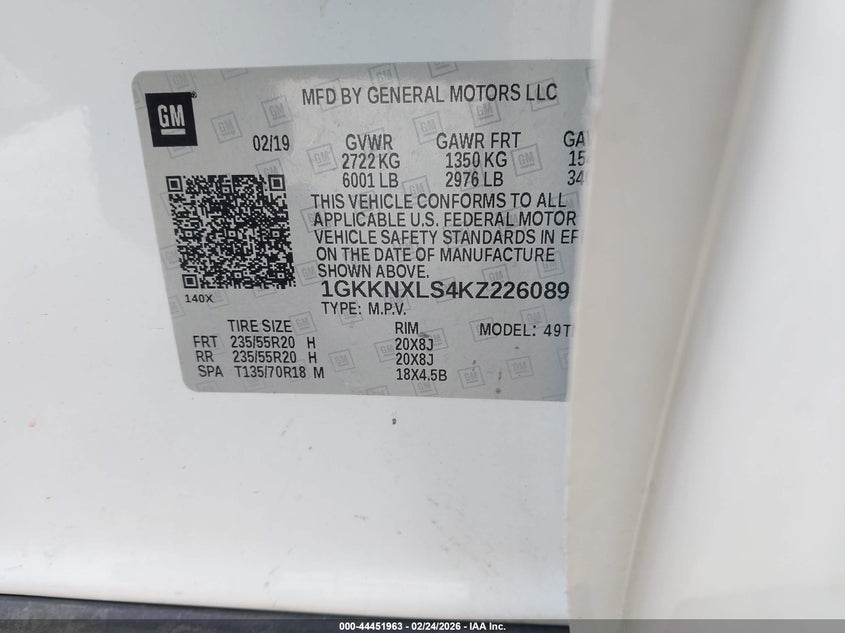 GM
MFD BY GENERAL MOTORS LLC
02/19 GVWR GAWR FRT
2722 KG 1350 KG
6001 LB 2976 LB
THIS VEHICLE CONFORMS TO ALL
APPLICABLE U.S. FEDERAL MOTOR
VEHICLE SAFETY STANDARDS IN
ON THE DATE OF MANUFACTURE
SHOWN ABOVE.
140X
1GKKNXLS4KZ226089
TYPE: M.P.V.
TIRE SIZE RIM MODEL:
FRT 235/55R20 H 20X8J
RR 235/55R20 H 20X8J
SPA T135/70R18 M 18X4.5B
000-44451963 - 02/24/2026 - IAA Inc.